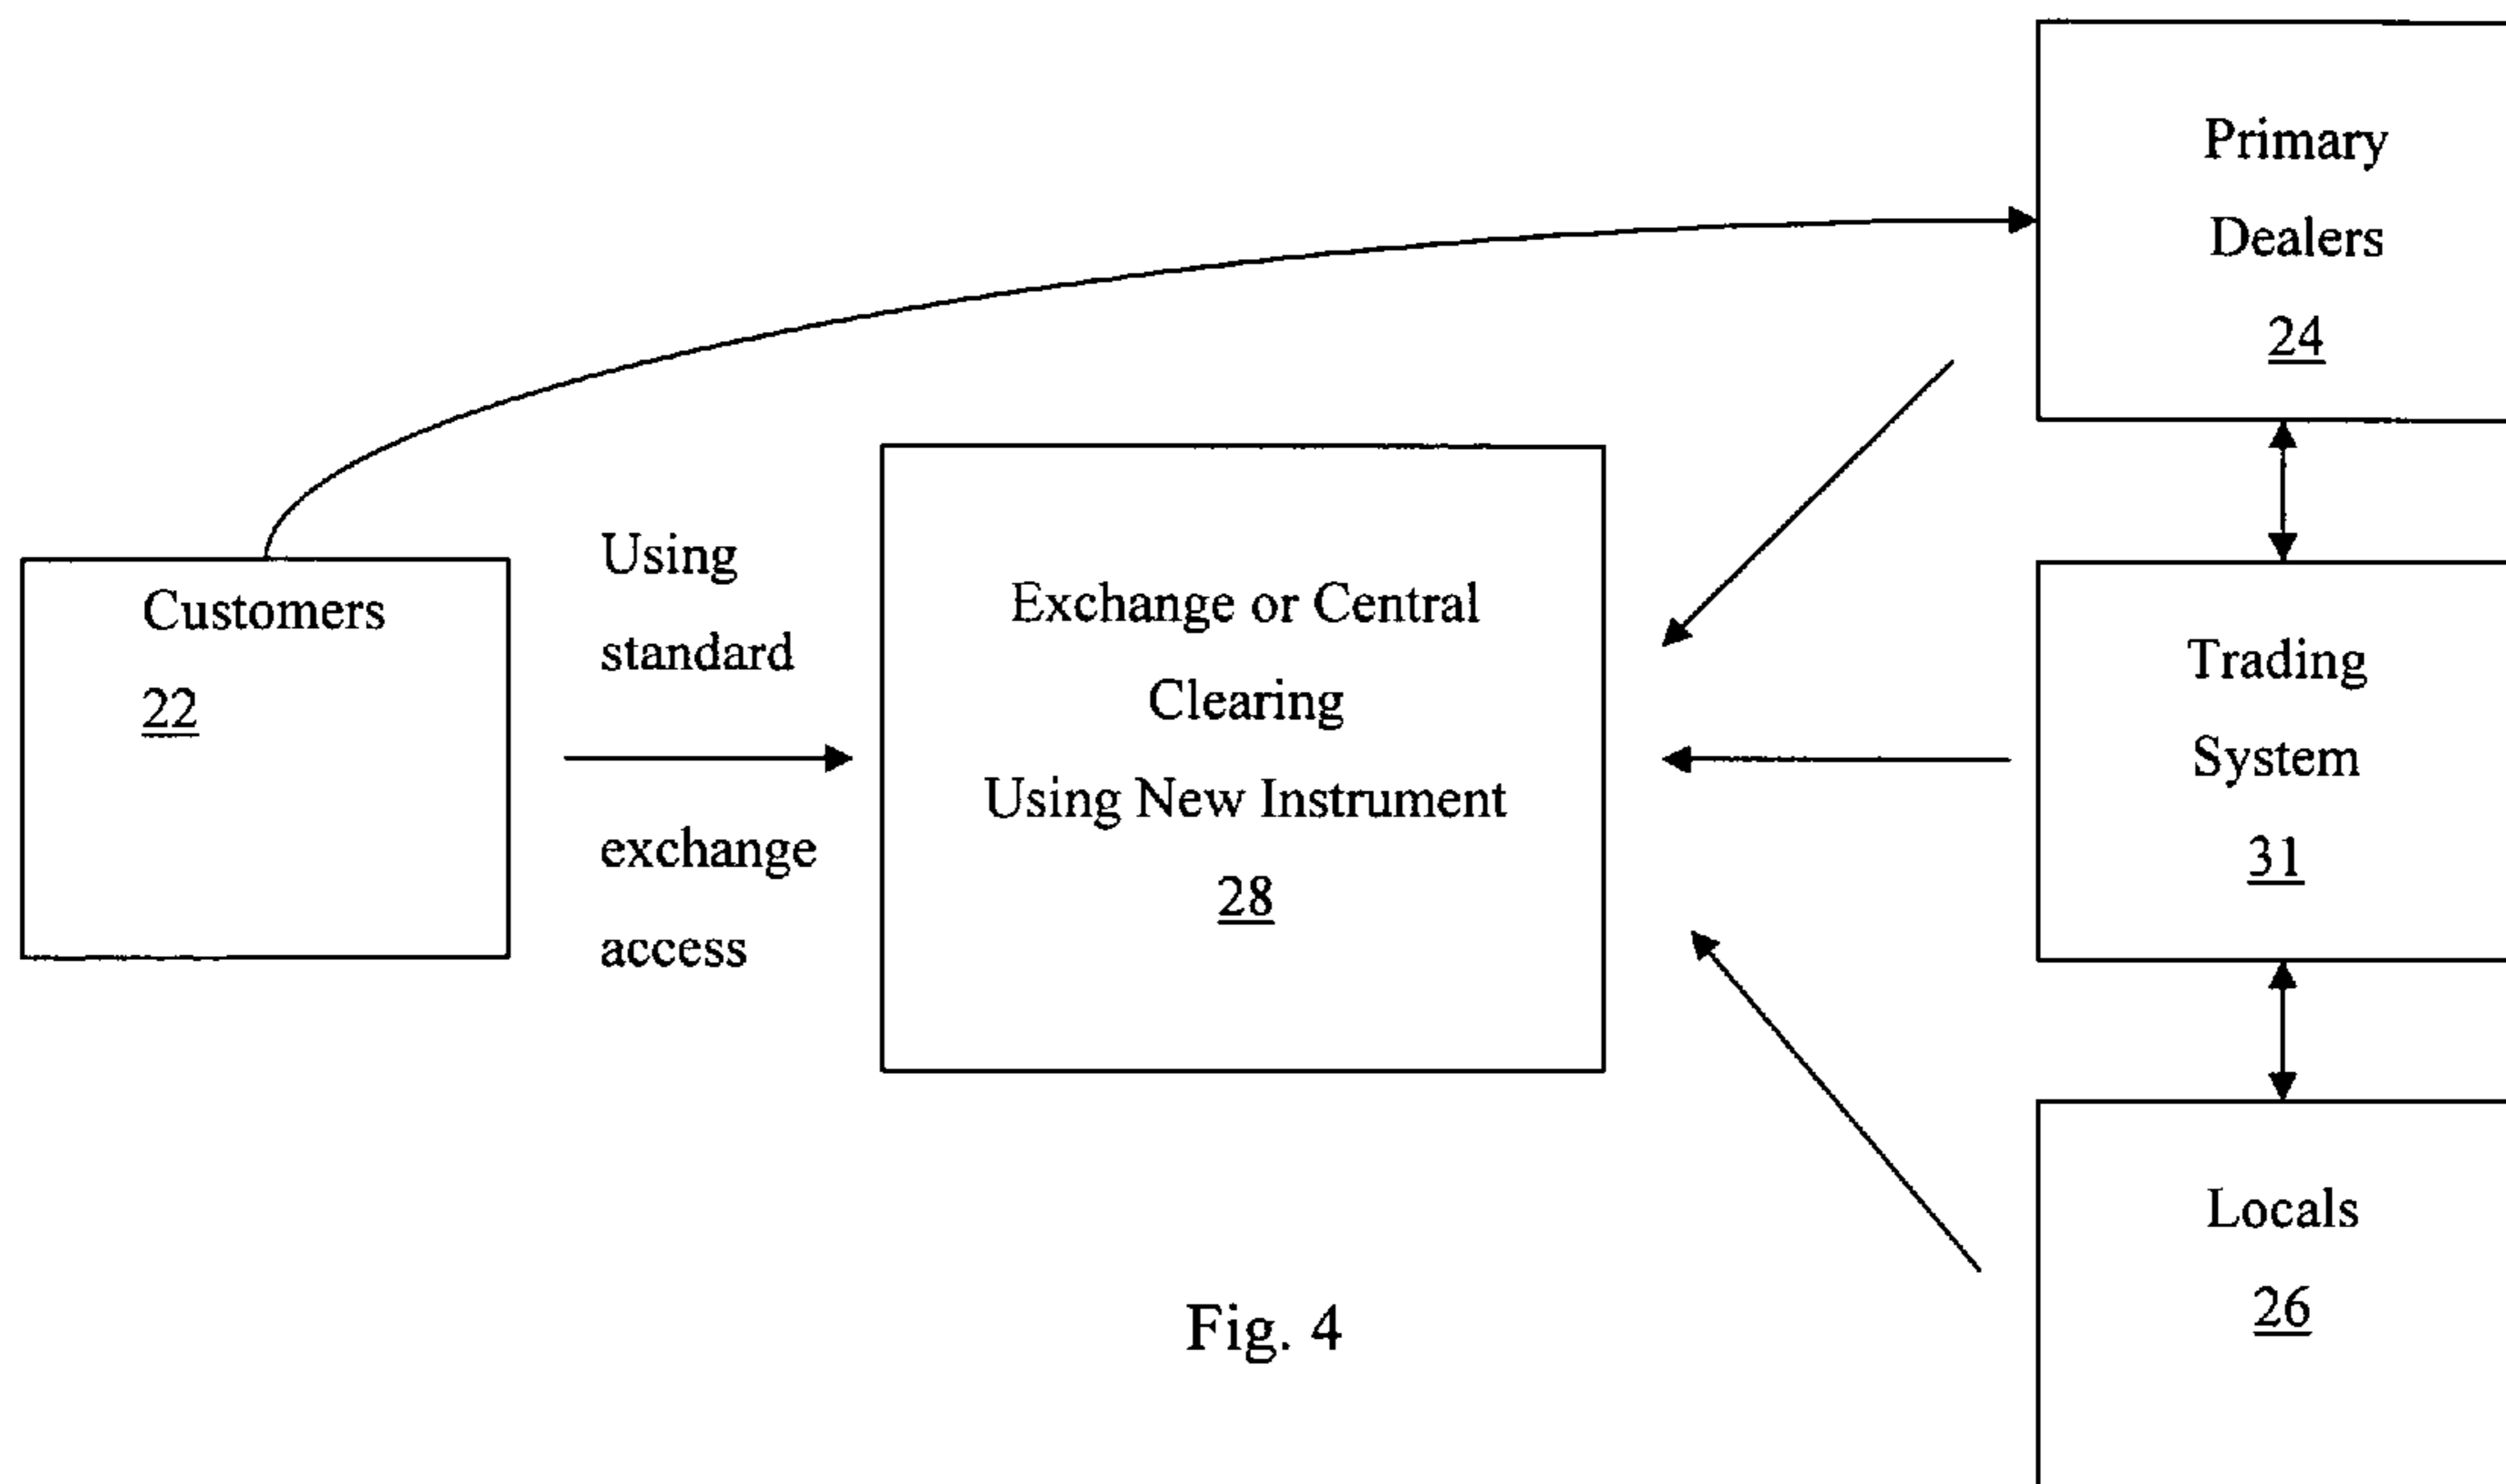 Primary
Dealers
24
Customers
22
Using
standard
exchange
access
Exchange or Central
Clearing
Using New Instrument
28
Trading
System
31
Locals
26
Fig. 4